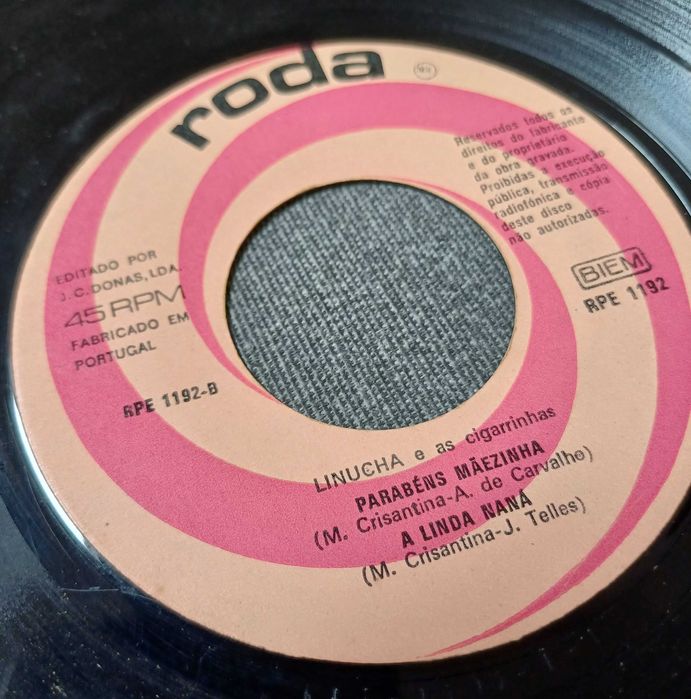 roda
Reservados todos os
direitos do fabricante
e do proprietário
da obra gravada.
Proibidas a execução
pública, transmissão
radiofónica e cópia
deste disco
não autorizadas.
EDITADO POR
J. C. DONAS, LDA.
45 RPM
FABRICADO EM
PORTUGAL
BIEM
RPE 1192
RPE 1192-B
LINUCHA e as cigarrinhas
PARABÉNS MÃEZINHA
(M. Crisantina-A. de Carvalho)
A LINDA NANÁ
(M. Crisantina-J. Telles)